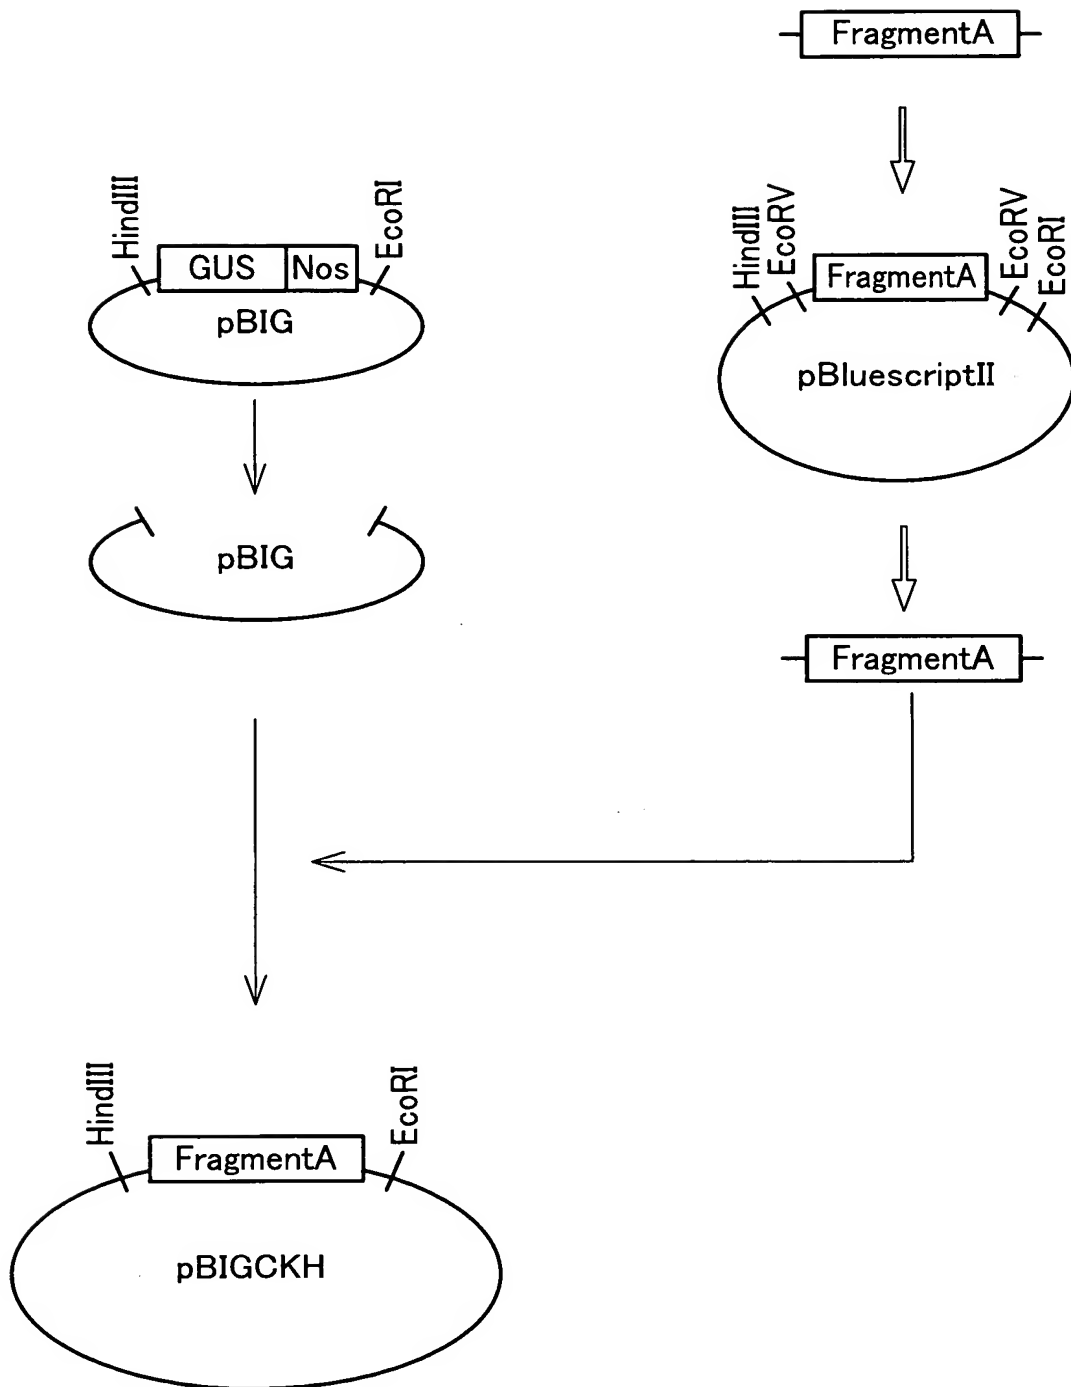 FragmentA
HindIII
GUS
Nos
EcoRI
pBIG
HindIII
EcoRV
FragmentA
EcoRV
EcoRI
pBluescriptII
pBIG
FragmentA
HindIII
FragmentA
EcoRI
pBIGCKH